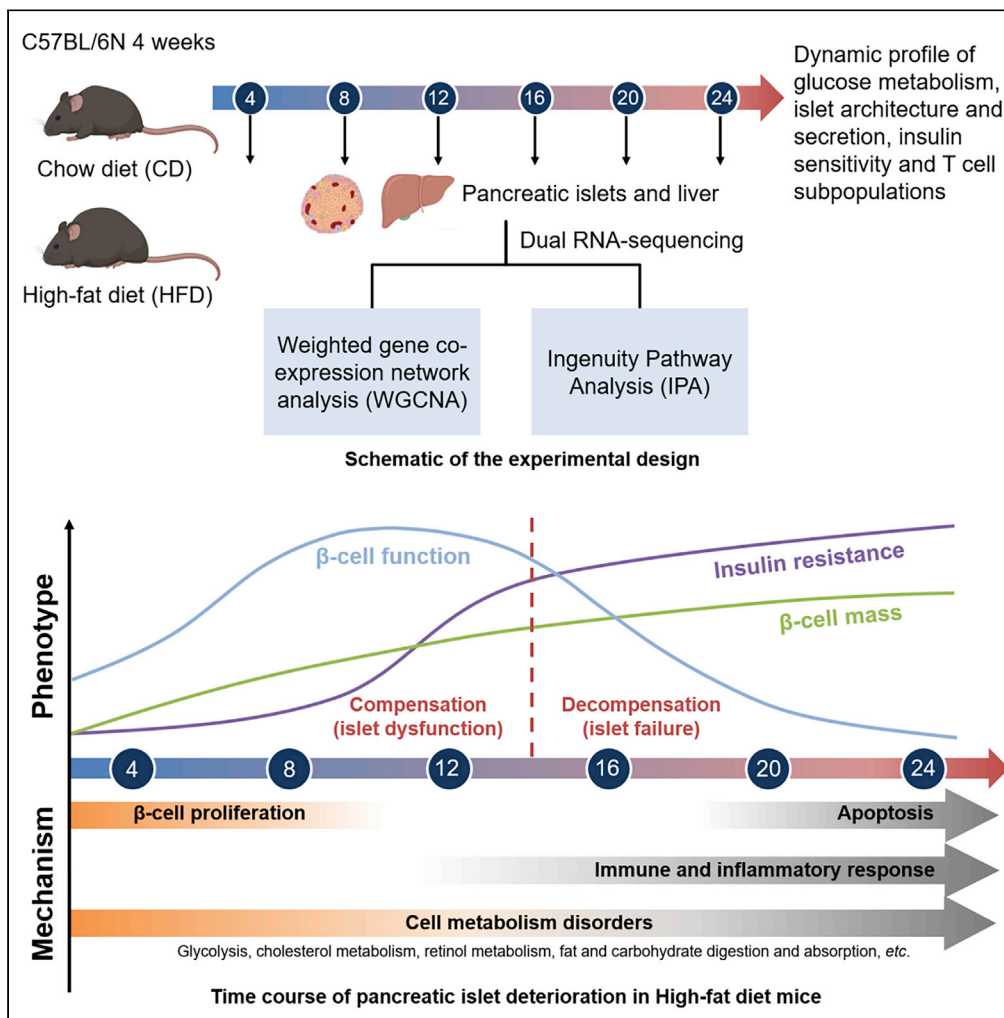 C57BL/6N 4 weeks
Chow diet (CD)
High-fat diet (HFD)
4 8 12 16 20 24
Dynamic profile of
glucose metabolism,
islet architecture and
secretion, insulin
sensitivity and T cell
subpopulations
Pancreatic islets and liver
Dual RNA-sequencing
Weighted gene co-
expression network
analysis (WGCNA)
Ingenuity Pathway
Analysis (IPA)
Schematic of the experimental design
Phenotype
β-cell function
Insulin resistance
β-cell mass
Compensation
(islet dysfunction)
Decompensation
(islet failure)
4 8 12 16 20 24
Mechanism
β-cell proliferation
Apoptosis
Immune and inflammatory response
Cell metabolism disorders
Glycolysis, cholesterol metabolism, retinol metabolism, fat and carbohydrate digestion and absorption, etc.
Time course of pancreatic islet deterioration in High-fat diet mice